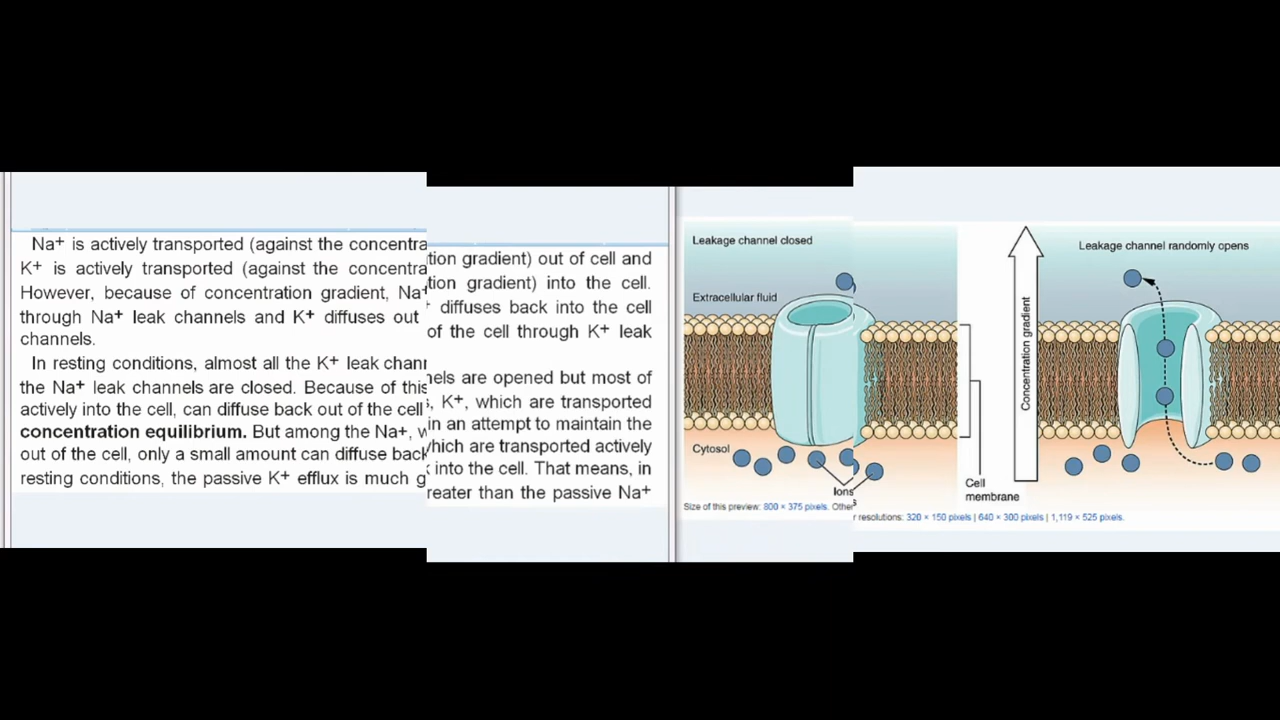 Na+ is actively transported (against the concentration gradient) out of cell and
K+ is actively transported (against the concentration gradient) into the cell.
However, because of concentration gradient, Na+ diffuses back into the cell
through Na+ leak channels and K+ diffuses out of the cell through K+ leak
channels.
In resting conditions, almost all the K+ leak channels are opened but most of
the Na+ leak channels are closed. Because of this, K+, which are transported
actively into the cell, can diffuse back out of the cell in an attempt to maintain the
concentration equilibrium. But among the Na+, which are transported actively
out of the cell, only a small amount can diffuse back into the cell. That means, in
resting conditions, the passive K+ efflux is much greater than the passive Na+
Leakage channel closed
Extracellular fluid
Cytosol
Ions
Cell
membrane
Concentration gradient
Leakage channel randomly opens
Size of this preview: 800 × 375 pixels. Other resolutions: 320 × 150 pixels | 640 × 300 pixels | 1,119 × 525 pixels.